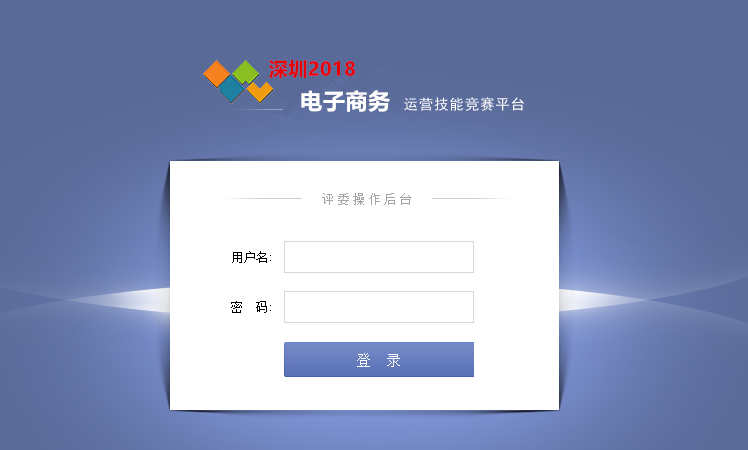 深圳2018
电子商务 运营技能竞赛平台
评委操作后台
用户名:
密 码:
登 录